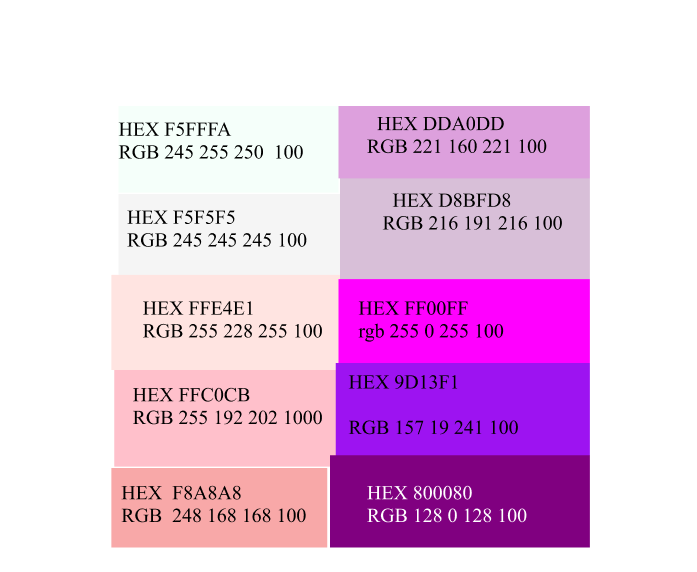 HEX F5FFFA
RGB 245 255 250  100
HEX F5F5F5
RGB 245 245 245 100
HEX FFE4E1
RGB 255 228 255 100
HEX FFC0CB
RGB 255 192 202 1000
HEX  F8A8A8
RGB  248 168 168 100
HEX DDA0DD
RGB 221 160 221 100
HEX D8BFD8
RGB 216 191 216 100
HEX FF00FF
rgb 255 0 255 100
HEX 9D13F1
RGB 157 19 241 100
HEX 800080
RGB 128 0 128 100